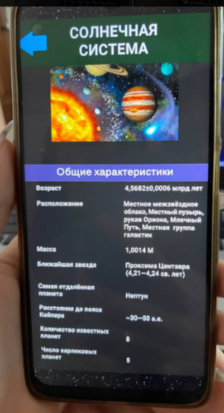 СОЛНЕЧНАЯ
СИСТЕМА
Общие характеристики
Возраст 4,5682±0,0006 млрд лет
Расположение Местное межзвёздное
облако, Местный пузырь,
рукав Ориона, Млечный
Путь, Местная группа
галактик
Масса 1,0014 М
Ближайшая звезда Проксима Центавра
(4,21—4,24 св. лет)
Самая отдалённая
планета Нептун
Расстояние до пояса
Койпера ~30—50 а.е.
Количество известных
планет 8
Число карликовых
планет 5